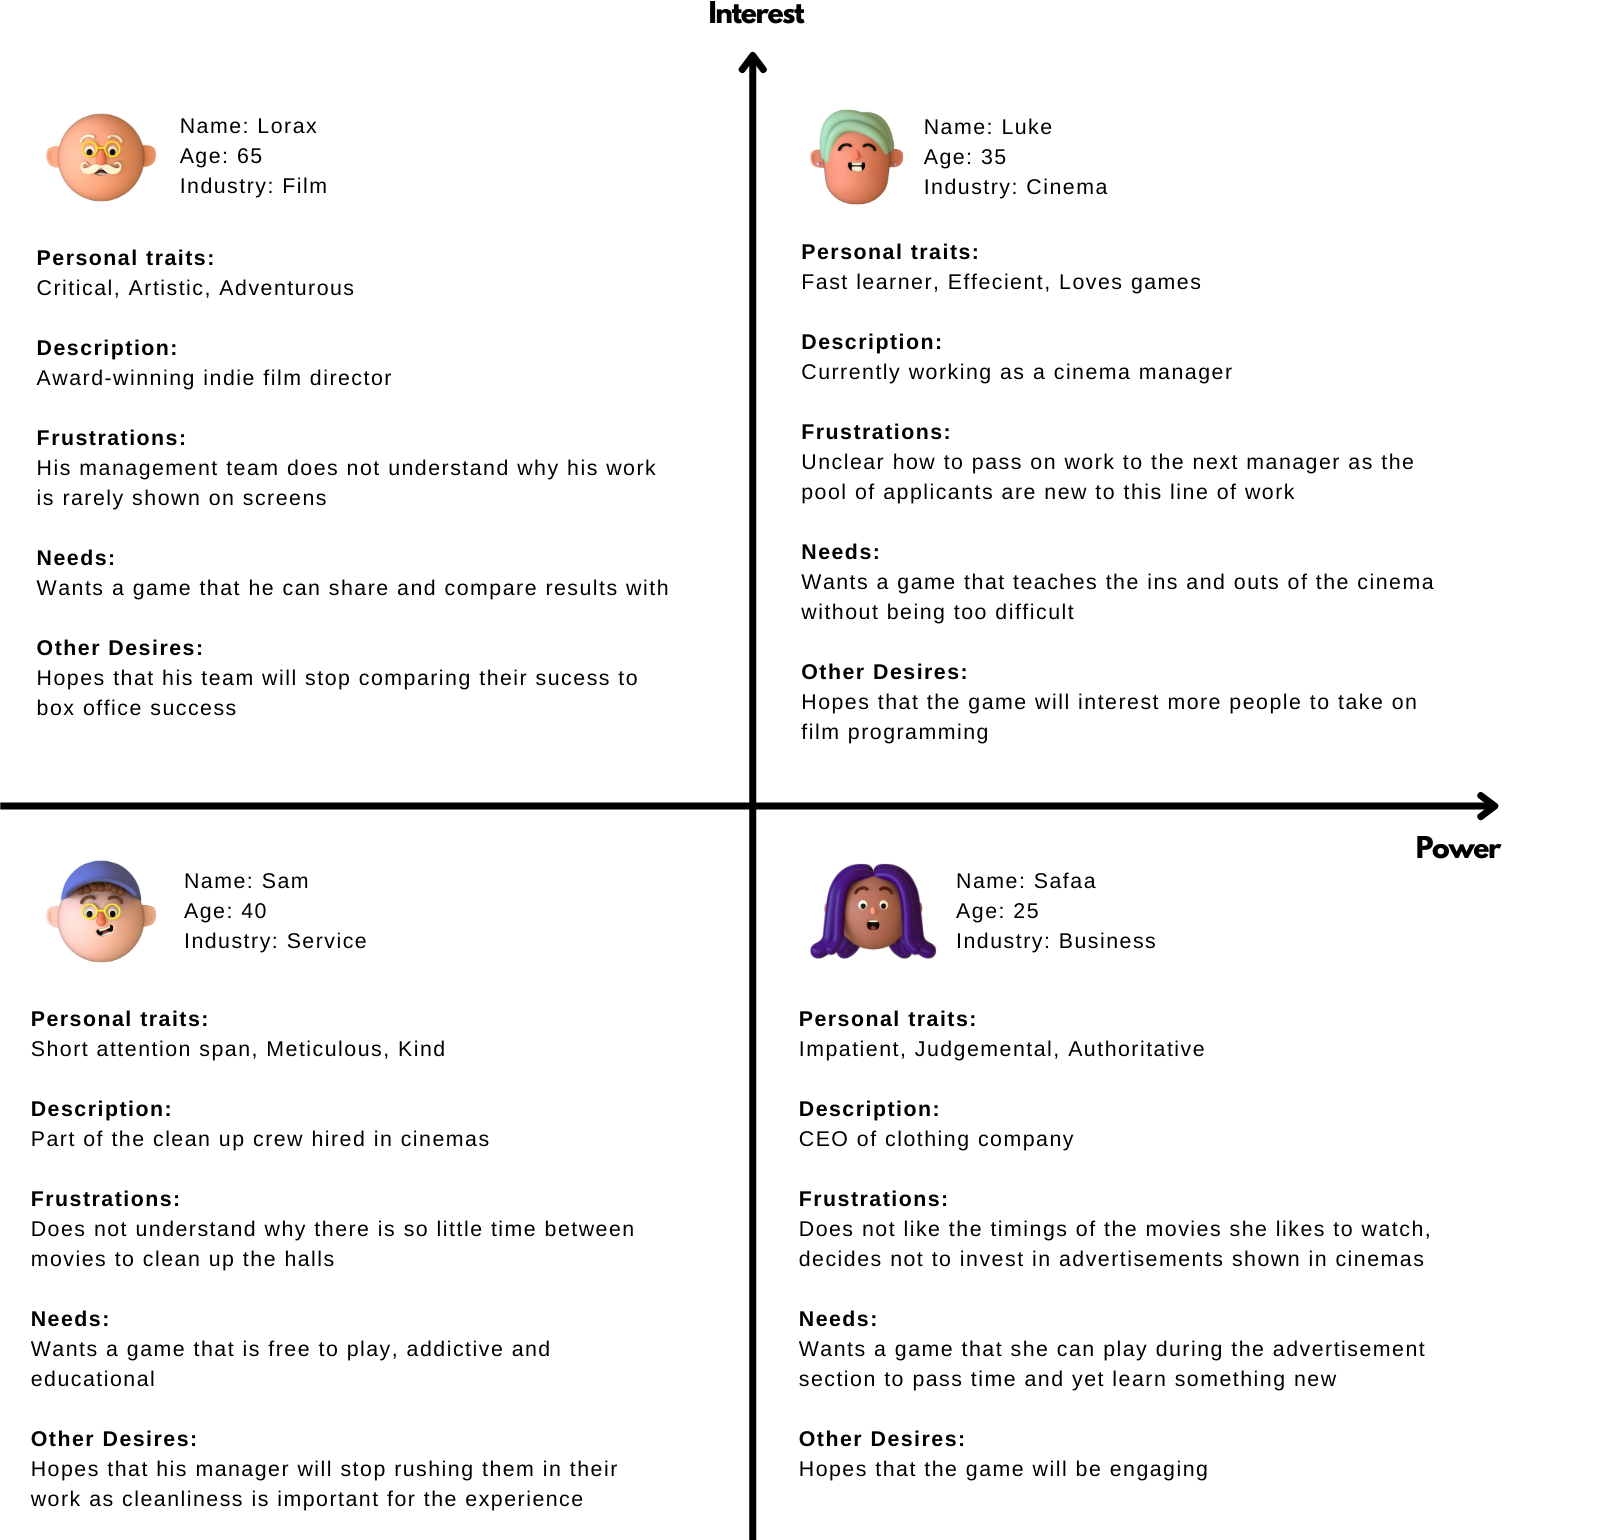 Interest
Name: Lorax
Age: 65
Industry: Film
Personal traits:
Critical, Artistic, Adventurous
Description:
Award-winning indie film director
Frustrations:
His management team does not understand why his work
is rarely shown on screens
Needs:
Wants a game that he can share and compare results with
Other Desires:
Hopes that his team will stop comparing their sucess to
box office success
Name: Luke
Age: 35
Industry: Cinema
Personal traits:
Fast learner, Effecient, Loves games
Description:
Currently working as a cinema manager
Frustrations:
Unclear how to pass on work to the next manager as the
pool of applicants are new to this line of work
Needs:
Wants a game that teaches the ins and outs of the cinema
without being too difficult
Other Desires:
Hopes that the game will interest more people to take on
film programming
Power
Name: Sam
Age: 40
Industry: Service
Personal traits:
Short attention span, Meticulous, Kind
Description:
Part of the clean up crew hired in cinemas
Frustrations:
Does not understand why there is so little time between
movies to clean up the halls
Needs:
Wants a game that is free to play, addictive and
educational
Other Desires:
Hopes that his manager will stop rushing them in their
work as cleanliness is important for the experience
Name: Safaa
Age: 25
Industry: Business
Personal traits:
Impatient, Judgemental, Authoritative
Description:
CEO of clothing company
Frustrations:
Does not like the timings of the movies she likes to watch,
decides not to invest in advertisements shown in cinemas
Needs:
Wants a game that she can play during the advertisement
section to pass time and yet learn something new
Other Desires:
Hopes that the game will be engaging